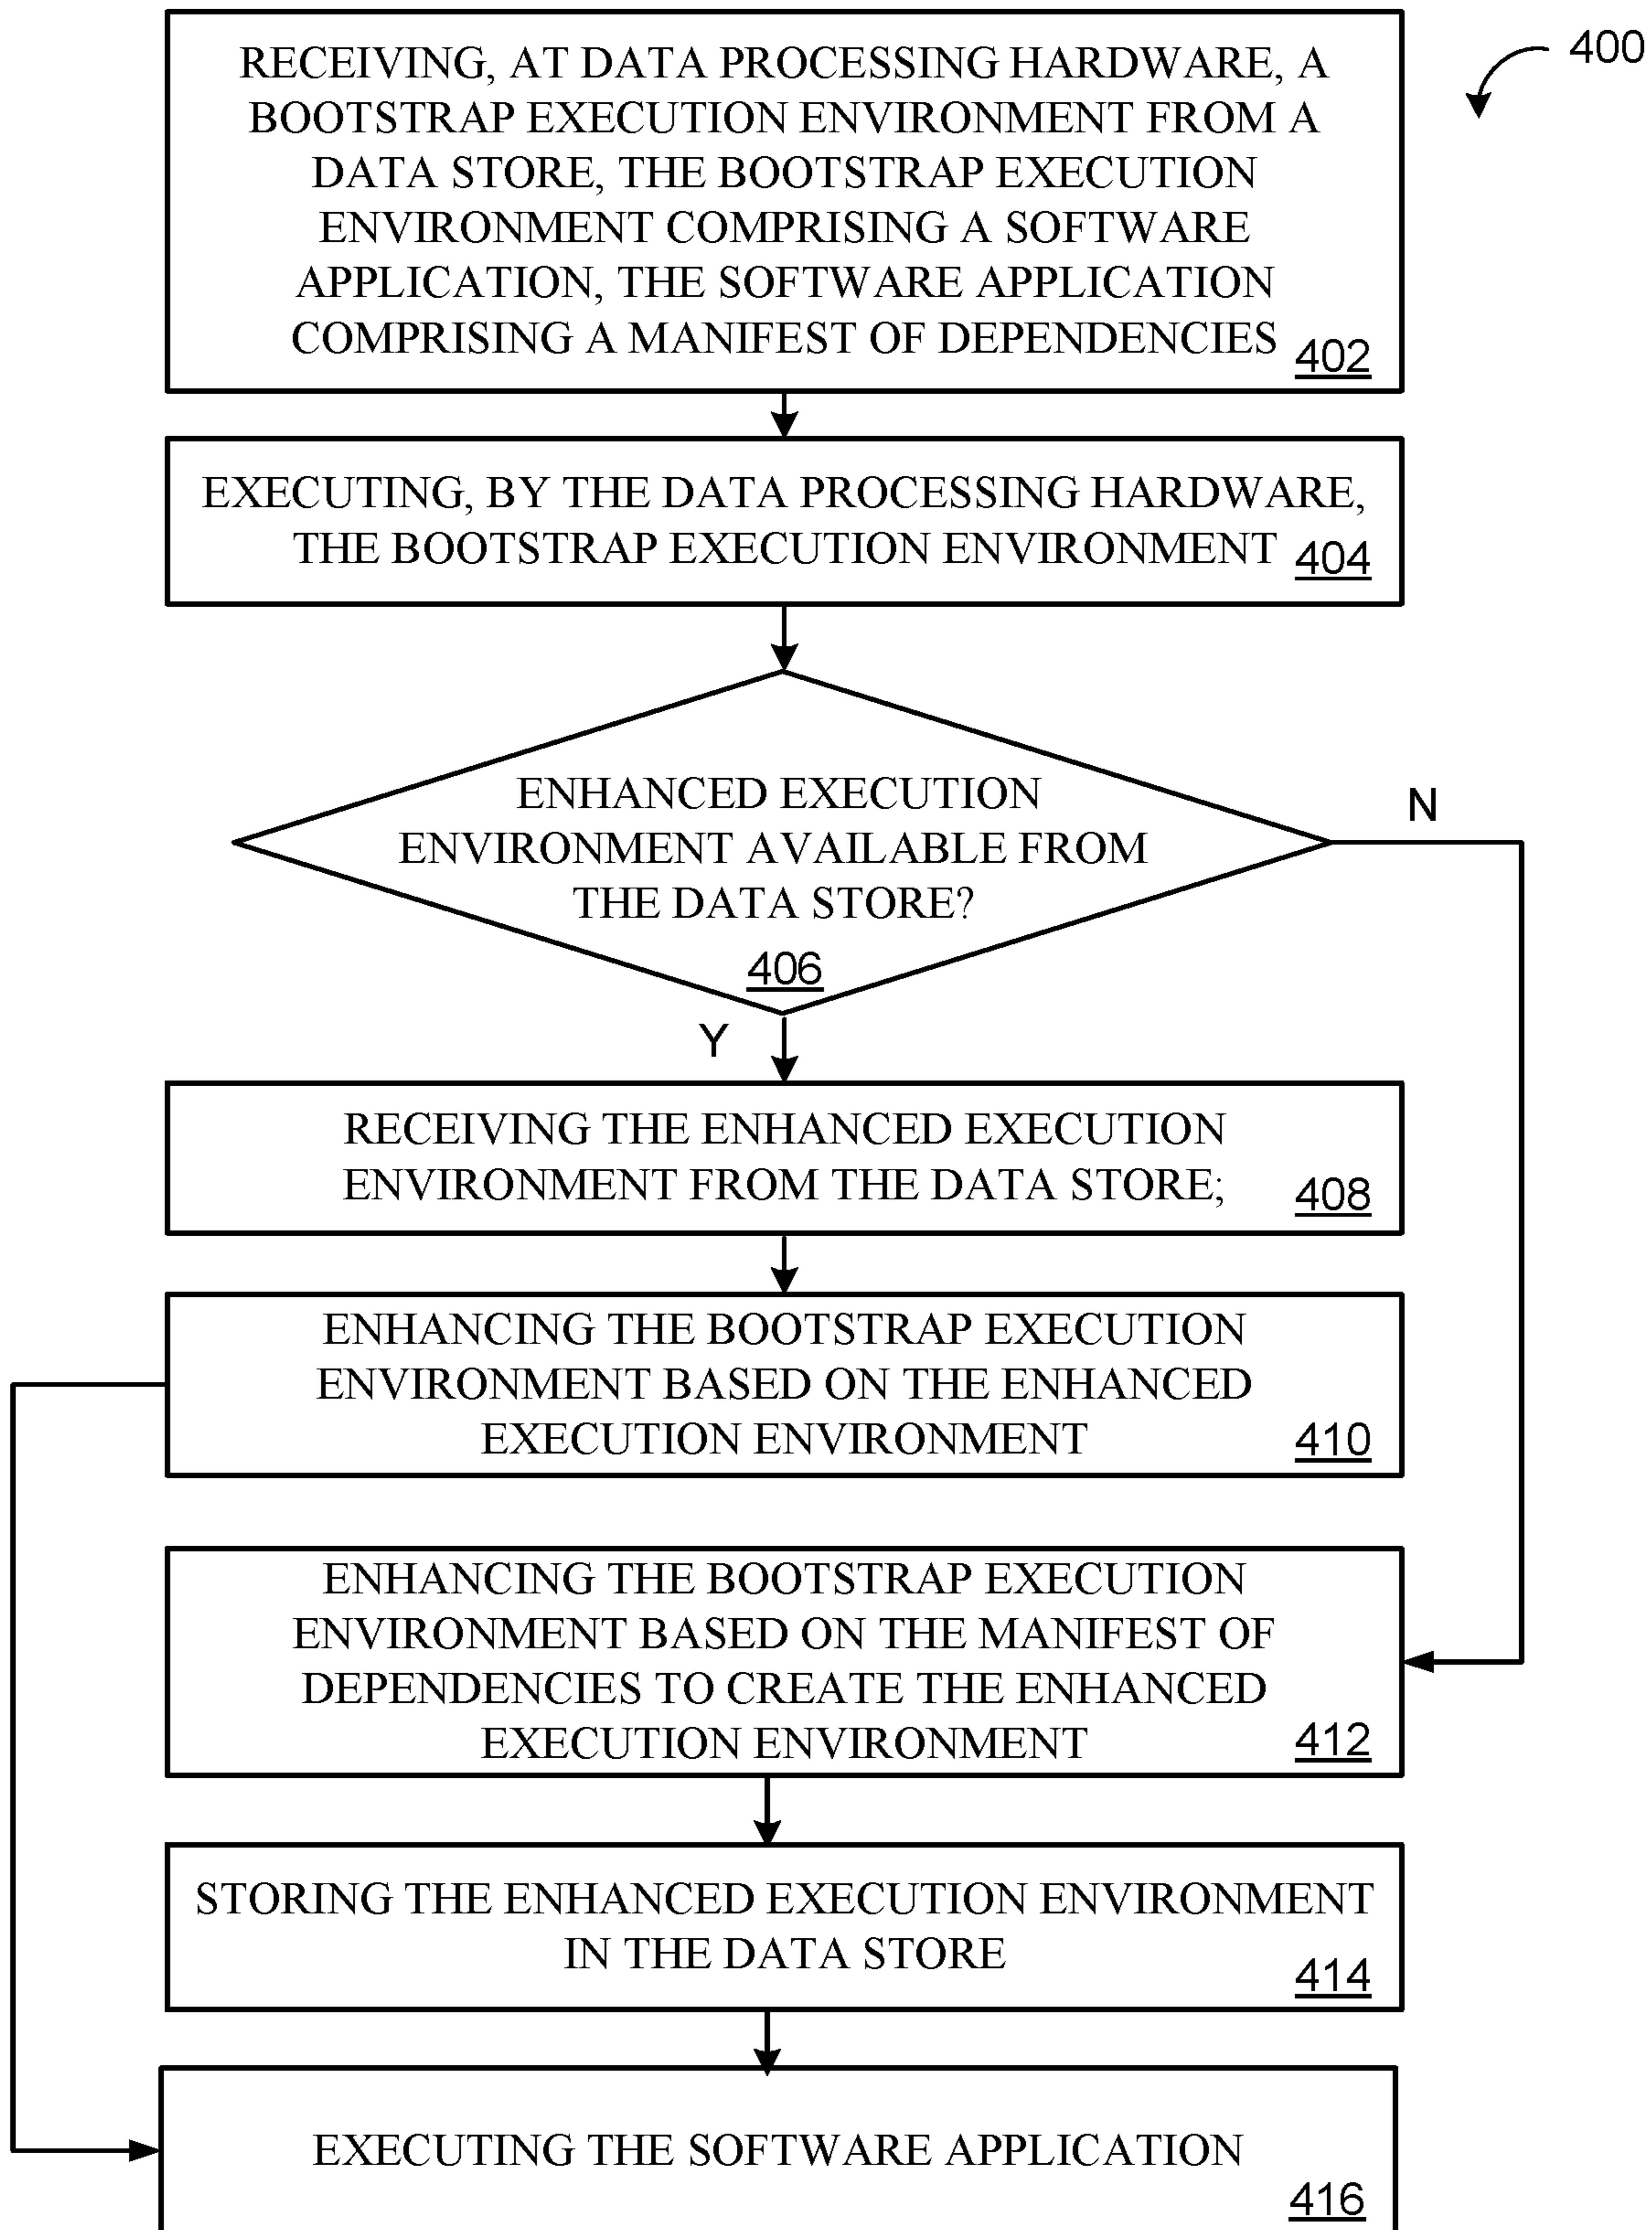 400
RECEIVING, AT DATA PROCESSING HARDWARE, A
BOOTSTRAP EXECUTION ENVIRONMENT FROM A
DATA STORE, THE BOOTSTRAP EXECUTION
ENVIRONMENT COMPRISING A SOFTWARE
APPLICATION, THE SOFTWARE APPLICATION
COMPRISING A MANIFEST OF DEPENDENCIES
402
EXECUTING, BY THE DATA PROCESSING HARDWARE,
THE BOOTSTRAP EXECUTION ENVIRONMENT
404
ENHANCED EXECUTION
ENVIRONMENT AVAILABLE FROM
THE DATA STORE?
406
N
Y
RECEIVING THE ENHANCED EXECUTION
ENVIRONMENT FROM THE DATA STORE;
408
ENHANCING THE BOOTSTRAP EXECUTION
ENVIRONMENT BASED ON THE ENHANCED
EXECUTION ENVIRONMENT
410
ENHANCING THE BOOTSTRAP EXECUTION
ENVIRONMENT BASED ON THE MANIFEST OF
DEPENDENCIES TO CREATE THE ENHANCED
EXECUTION ENVIRONMENT
412
STORING THE ENHANCED EXECUTION ENVIRONMENT
IN THE DATA STORE
414
EXECUTING THE SOFTWARE APPLICATION
416